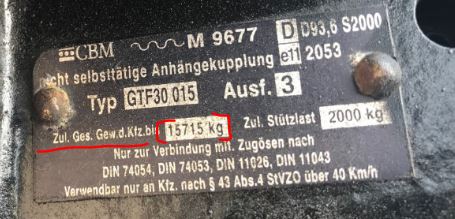 CBM M 9677 D D93,6 S2000
nicht selbsttätige Anhängekupplung e11 2053
Typ GTF30 015 Ausf. 3
Zul. Ges. Gew.d.Kfz.bis 15715 kg Zul. Stützlast 2000 kg
Nur zur Verbindung mit Zugösen nach
DIN 74054, DIN 74053, DIN 11026, DIN 11043
Verwendbar nur an Kfz. nach § 43 Abs.4 StVZO über 40 Km/h